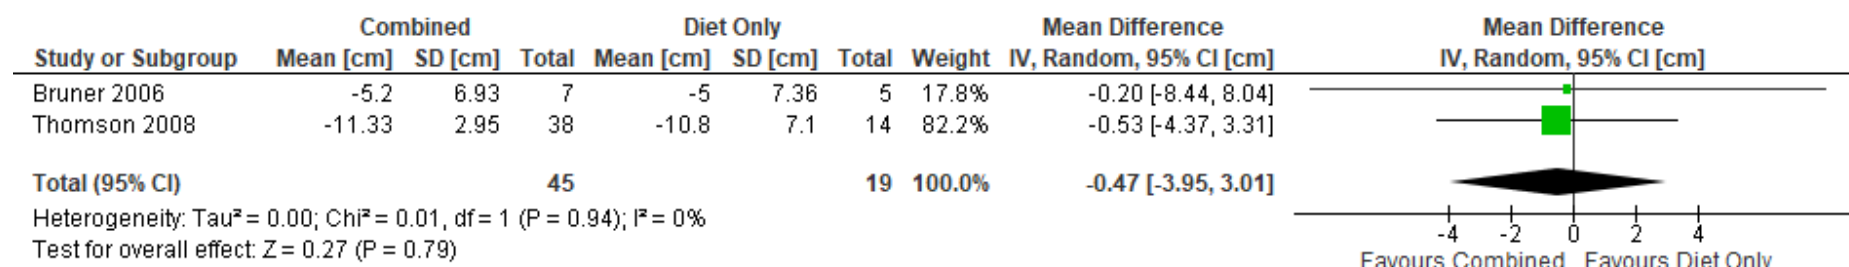 Combined Diet Only Mean Difference Mean Difference
Study or Subgroup Mean [cm] SD [cm] Total Mean [cm] SD [cm] Total Weight IV, Random, 95% CI [cm] IV, Random, 95% CI [cm]
Bruner 2006 -5.2 6.93 7 -5 7.36 5 17.8% -0.20 [-8.44, 8.04]
Thomson 2008 -11.33 2.95 38 -10.8 7.1 14 82.2% -0.53 [-4.37, 3.31]
Total (95% CI) 45 19 100.0% -0.47 [-3.95, 3.01]
Heterogeneity: Tau² = 0.00; Chi² = 0.01, df = 1 (P = 0.94); I² = 0%
Test for overall effect: Z = 0.27 (P = 0.79)
-4 -2 0 2 4
Favours Combined Favours Diet Only